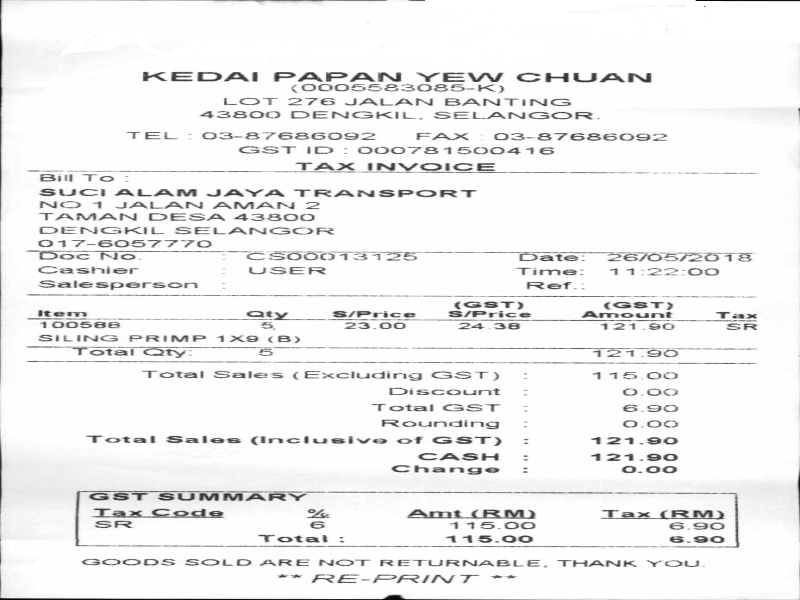 KEDAI PAPAN YEW CHUAN
(0005583085-K)
LOT 276 JALAN BANTING
43800 DENGKIL, SELANGOR.
TEL : 03-87686092 FAX : 03-87686092
GST ID : 000781500416
TAX INVOICE
Bill To :
SUCI ALAM JAYA TRANSPORT
NO 1 JALAN AMAN 2
TAMAN DESA 43800
DENGKIL SELANGOR
017-6057770
Doc No. : CS00013125 Date: 26/05/2018
Cashier : USER Time: 11:22:00
Salesperson : Ref.:
(GST) (GST)
Item Qty S/Price S/Price Amount Tax
100588 5 23.00 24.38 121.90 SR
SILING PRIMP 1X9 (B)
Total Qty: 5 121.90
Total Sales (Excluding GST) : 115.00
Discount : 0.00
Total GST : 6.90
Rounding : 0.00
Total Sales (Inclusive of GST) : 121.90
CASH : 121.90
Change : 0.00
GST SUMMARY
Tax Code % Amt (RM) Tax (RM)
SR 6 115.00 6.90
Total : 115.00 6.90
GOODS SOLD ARE NOT RETURNABLE, THANK YOU.
** RE-PRINT **